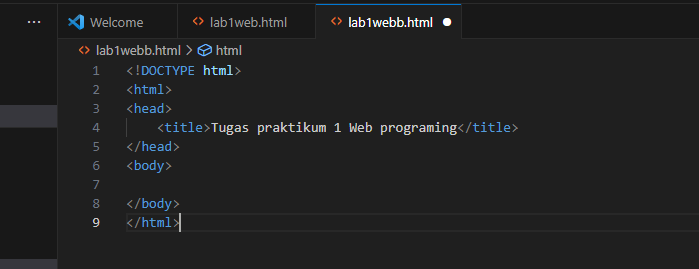 ··· Welcome lab1web.html lab1webb.html
lab1webb.html > html
1 <!DOCTYPE html>
2 <html>
3 <head>
4     <title>Tugas praktikum 1 Web programing</title>
5 </head>
6 <body>
7
8 </body>
9 </html>